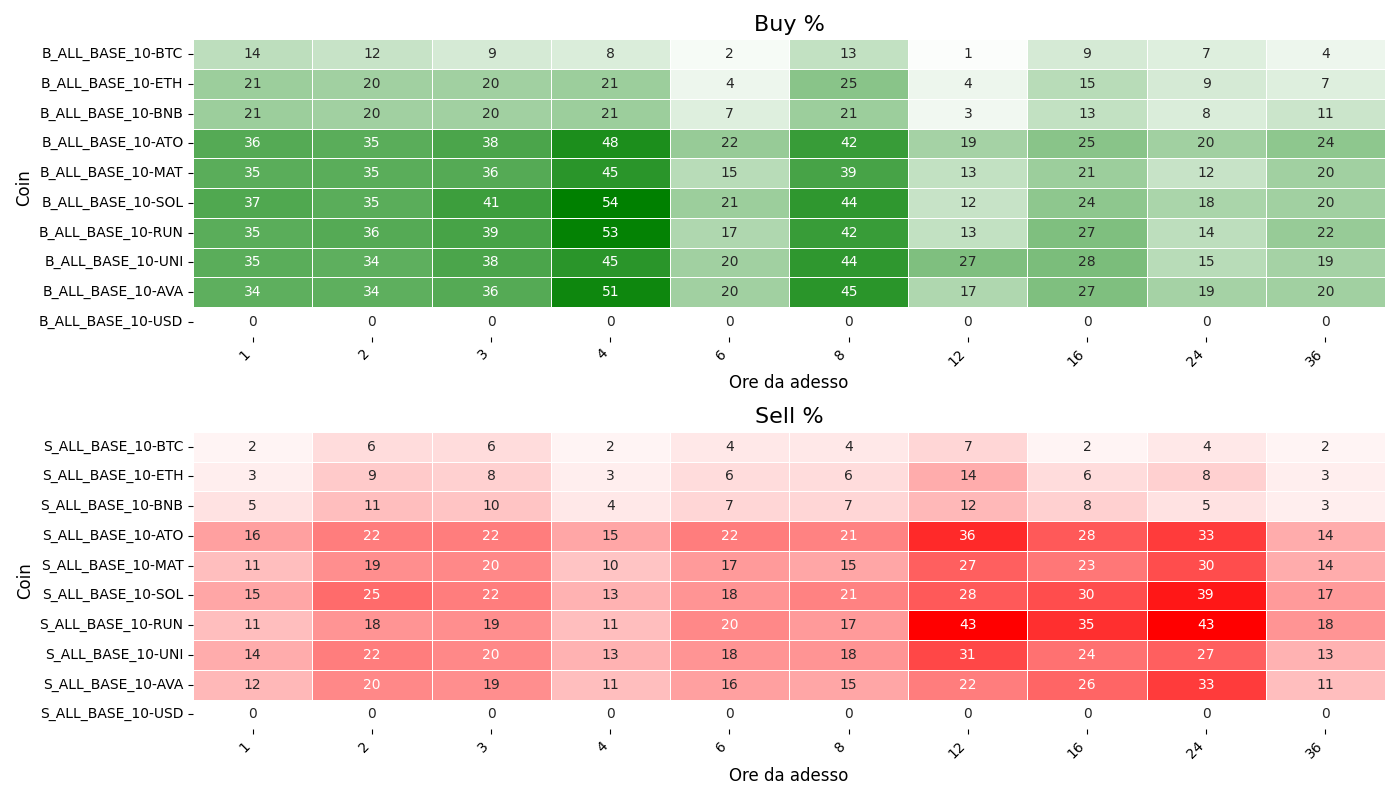 Buy %
Coin
B_ALL_BASE_10-BTC 14 12 9 8 2 13 1 9 7 4
B_ALL_BASE_10-ETH 21 20 20 21 4 25 4 15 9 7
B_ALL_BASE_10-BNB 21 20 20 21 7 21 3 13 8 11
B_ALL_BASE_10-ATO 36 35 38 48 22 42 19 25 20 24
B_ALL_BASE_10-MAT 35 35 36 45 15 39 13 21 12 20
B_ALL_BASE_10-SOL 37 35 41 54 21 44 12 24 18 20
B_ALL_BASE_10-RUN 35 36 39 53 17 42 13 27 14 22
B_ALL_BASE_10-UNI 35 34 38 45 20 44 27 28 15 19
B_ALL_BASE_10-AVA 34 34 36 51 20 45 17 27 19 20
B_ALL_BASE_10-USD 0 0 0 0 0 0 0 0 0 0
1 2 3 4 6 8 12 16 24 36
Ore da adesso
Sell %
Coin
S_ALL_BASE_10-BTC 2 6 6 2 4 4 7 2 4 2
S_ALL_BASE_10-ETH 3 9 8 3 6 6 14 6 8 3
S_ALL_BASE_10-BNB 5 11 10 4 7 7 12 8 5 3
S_ALL_BASE_10-ATO 16 22 22 15 22 21 36 28 33 14
S_ALL_BASE_10-MAT 11 19 20 10 17 15 27 23 30 14
S_ALL_BASE_10-SOL 15 25 22 13 18 21 28 30 39 17
S_ALL_BASE_10-RUN 11 18 19 11 20 17 43 35 43 18
S_ALL_BASE_10-UNI 14 22 20 13 18 18 31 24 27 13
S_ALL_BASE_10-AVA 12 20 19 11 16 15 22 26 33 11
S_ALL_BASE_10-USD 0 0 0 0 0 0 0 0 0 0
1 2 3 4 6 8 12 16 24 36
Ore da adesso